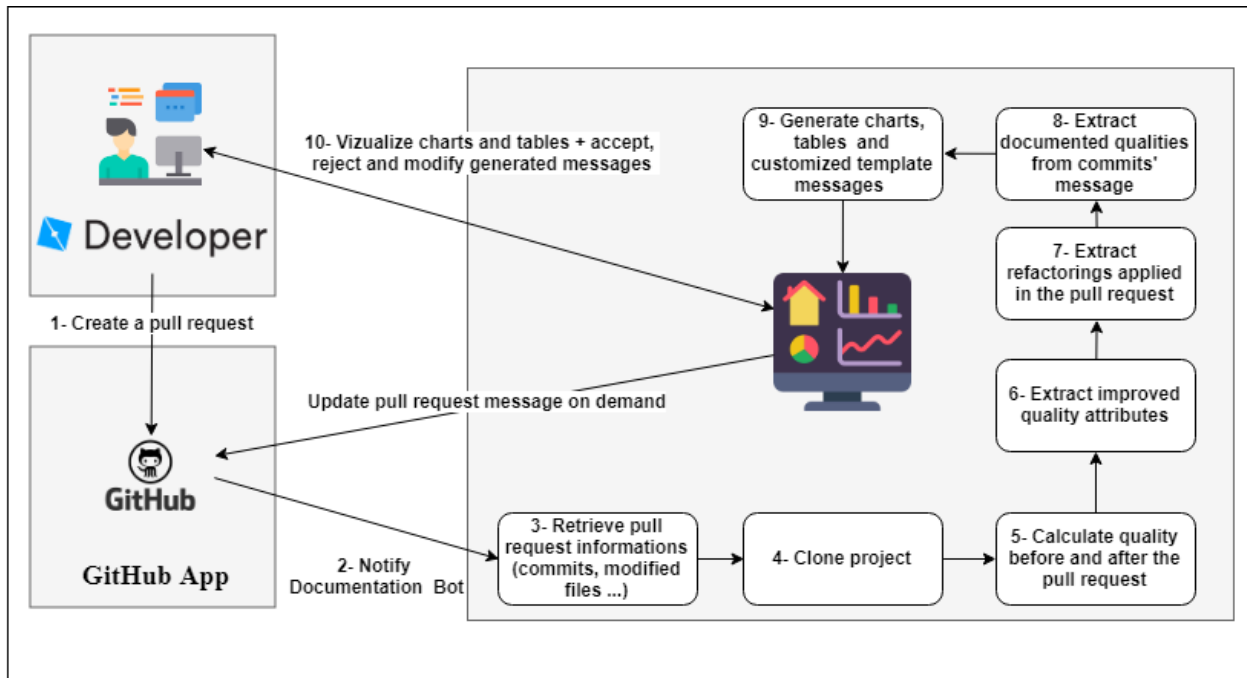 Developer
1- Create a pull request
GitHub
GitHub App
10- Vizualize charts and tables + accept,
reject and modify generated messages
Update pull request message on demand
2- Notify
Documentation Bot
3- Retrieve pull
request informations
(commits, modified
files ...)
4- Clone project
5- Calculate quality
before and after the
pull request
6- Extract improved
quality attributes
7- Extract
refactorings applied
in the pull request
8- Extract
documented qualities
from commits'
message
9- Generate charts,
tables and
customized template
messages